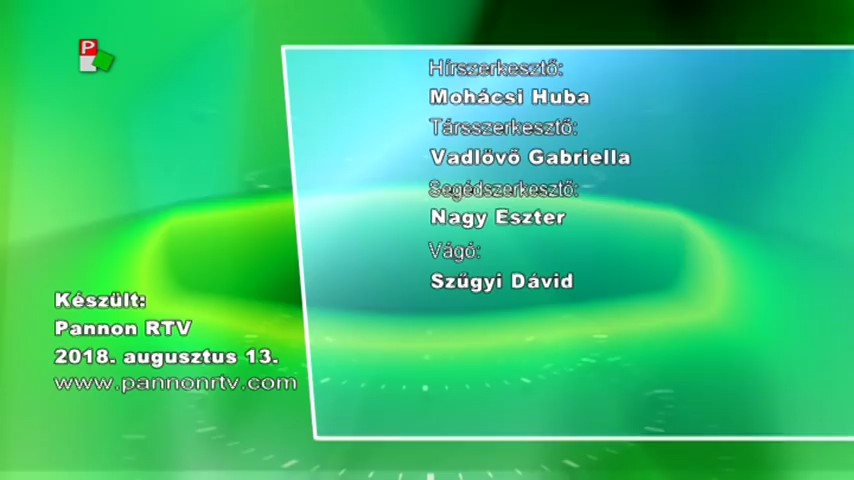 P
Hírszerkesztő:
Mohácsi Huba
Társszerkesztő:
Vadlövő Gabriella
Segédszerkesztő:
Nagy Eszter
Vágó:
Szűgyi Dávid
Készült:
Pannon RTV
2018. augusztus 13.
www.pannonrtv.com